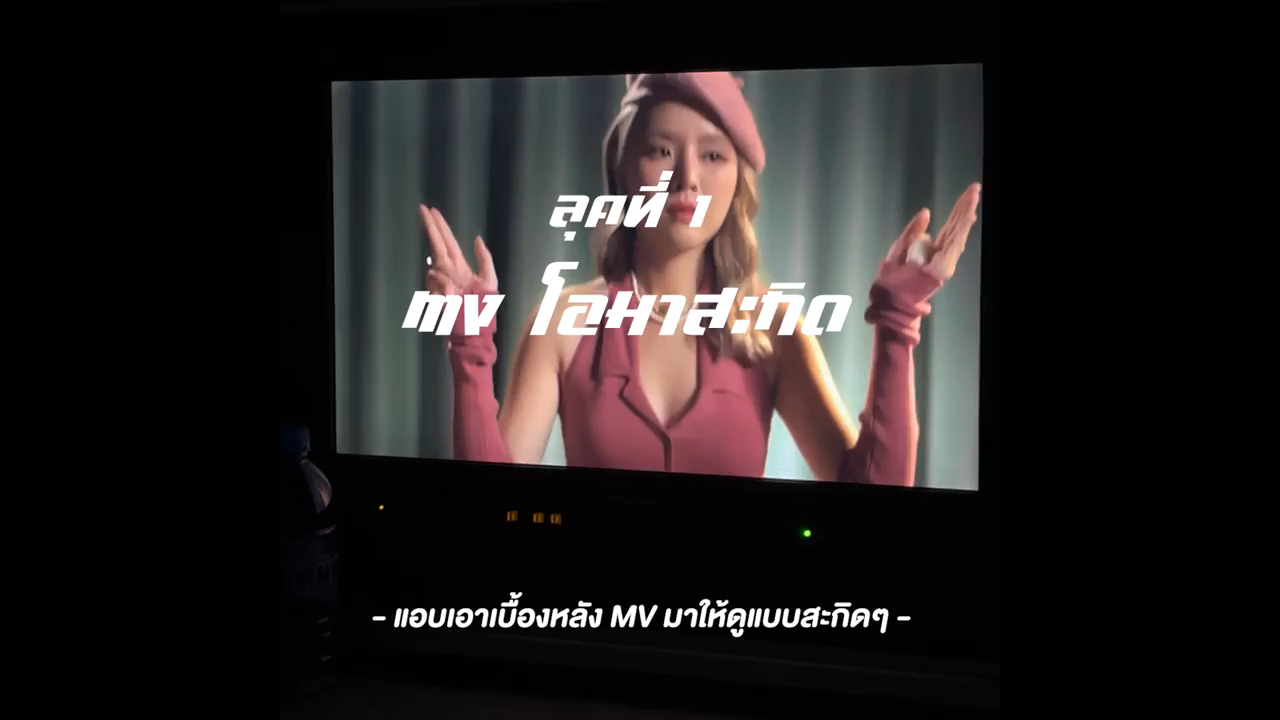 ลุคที่ 1
mv โอมาสะกิด
- แอบเอาเบื้องหลัง MV มาให้ดูแบบสะกิดๆ -